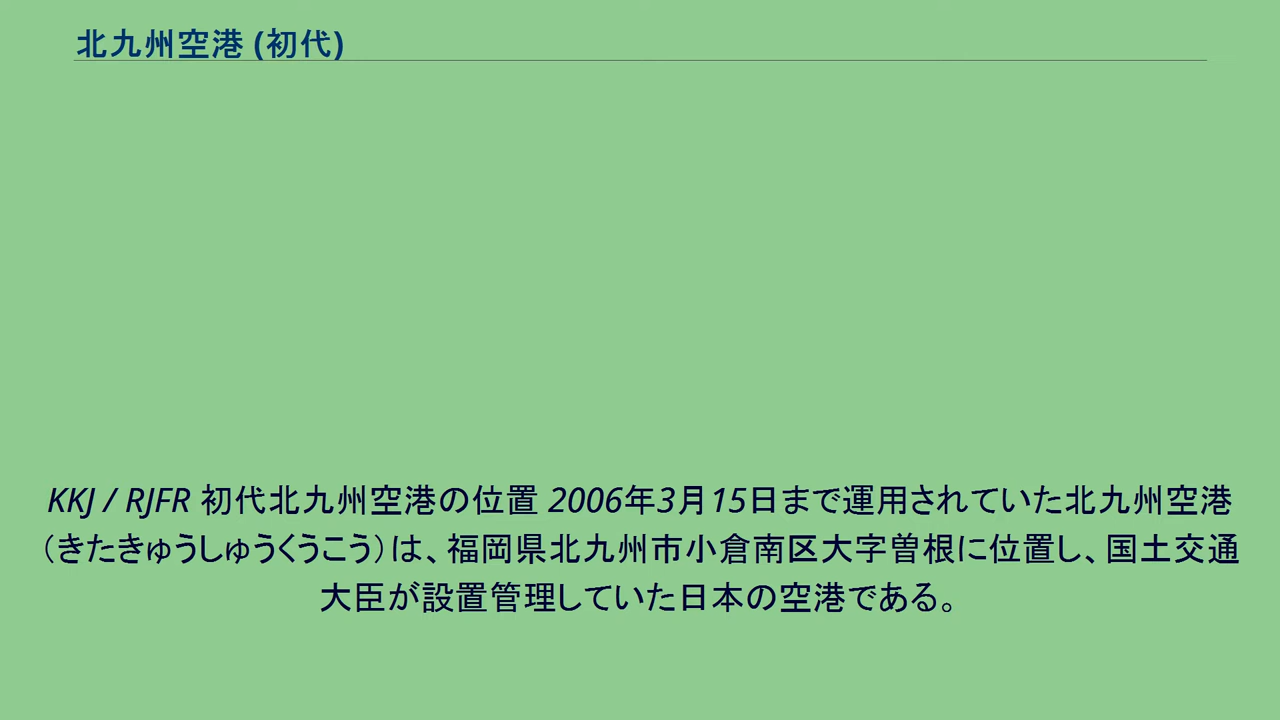 北九州空港 (初代)
KKJ / RJFR 初代北九州空港の位置 2006年3月15日まで運用されていた北九州空港
（きたきゅうしゅうくうこう）は、福岡県北九州市小倉南区大字曽根に位置し、国土交通
大臣が設置管理していた日本の空港である。